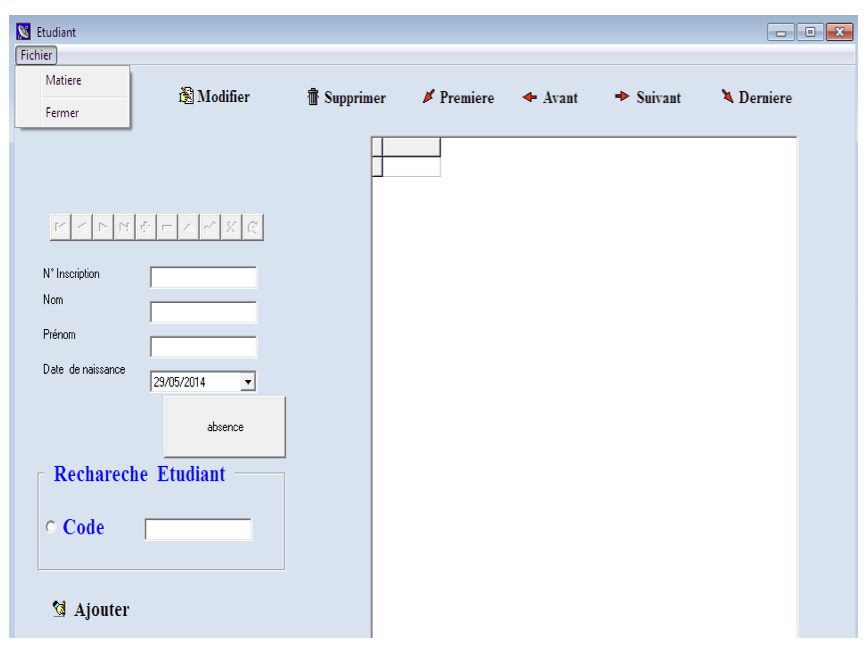 Etudiant
Fichier
Matiere
Fermer
Modifier Supprimer Premiere Avant Suivant Derniere
N° Inscription
Nom
Prénom
Date de naissance 29/05/2014
absence
Rechareche Etudiant
Code
Ajouter